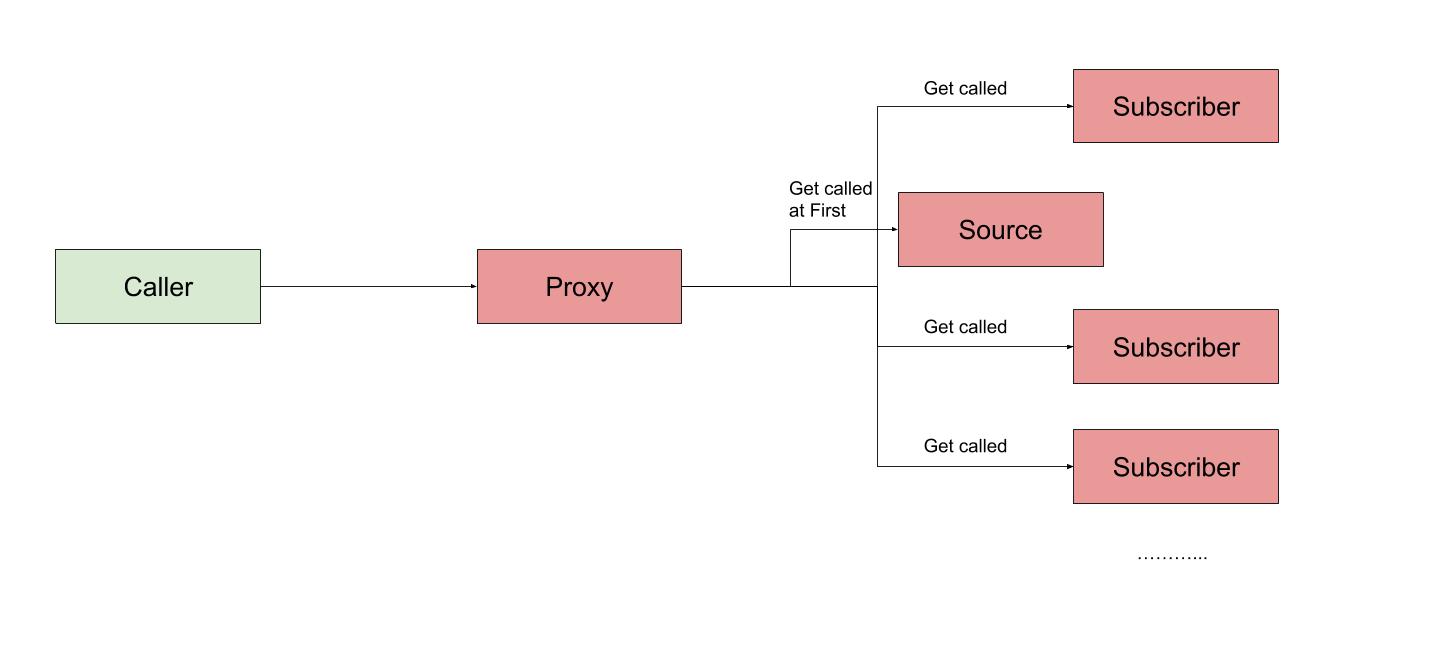 Get called
Subscriber
Get called
at First
Source
Caller
Proxy
Get called
Subscriber
Get called
Subscriber
………...